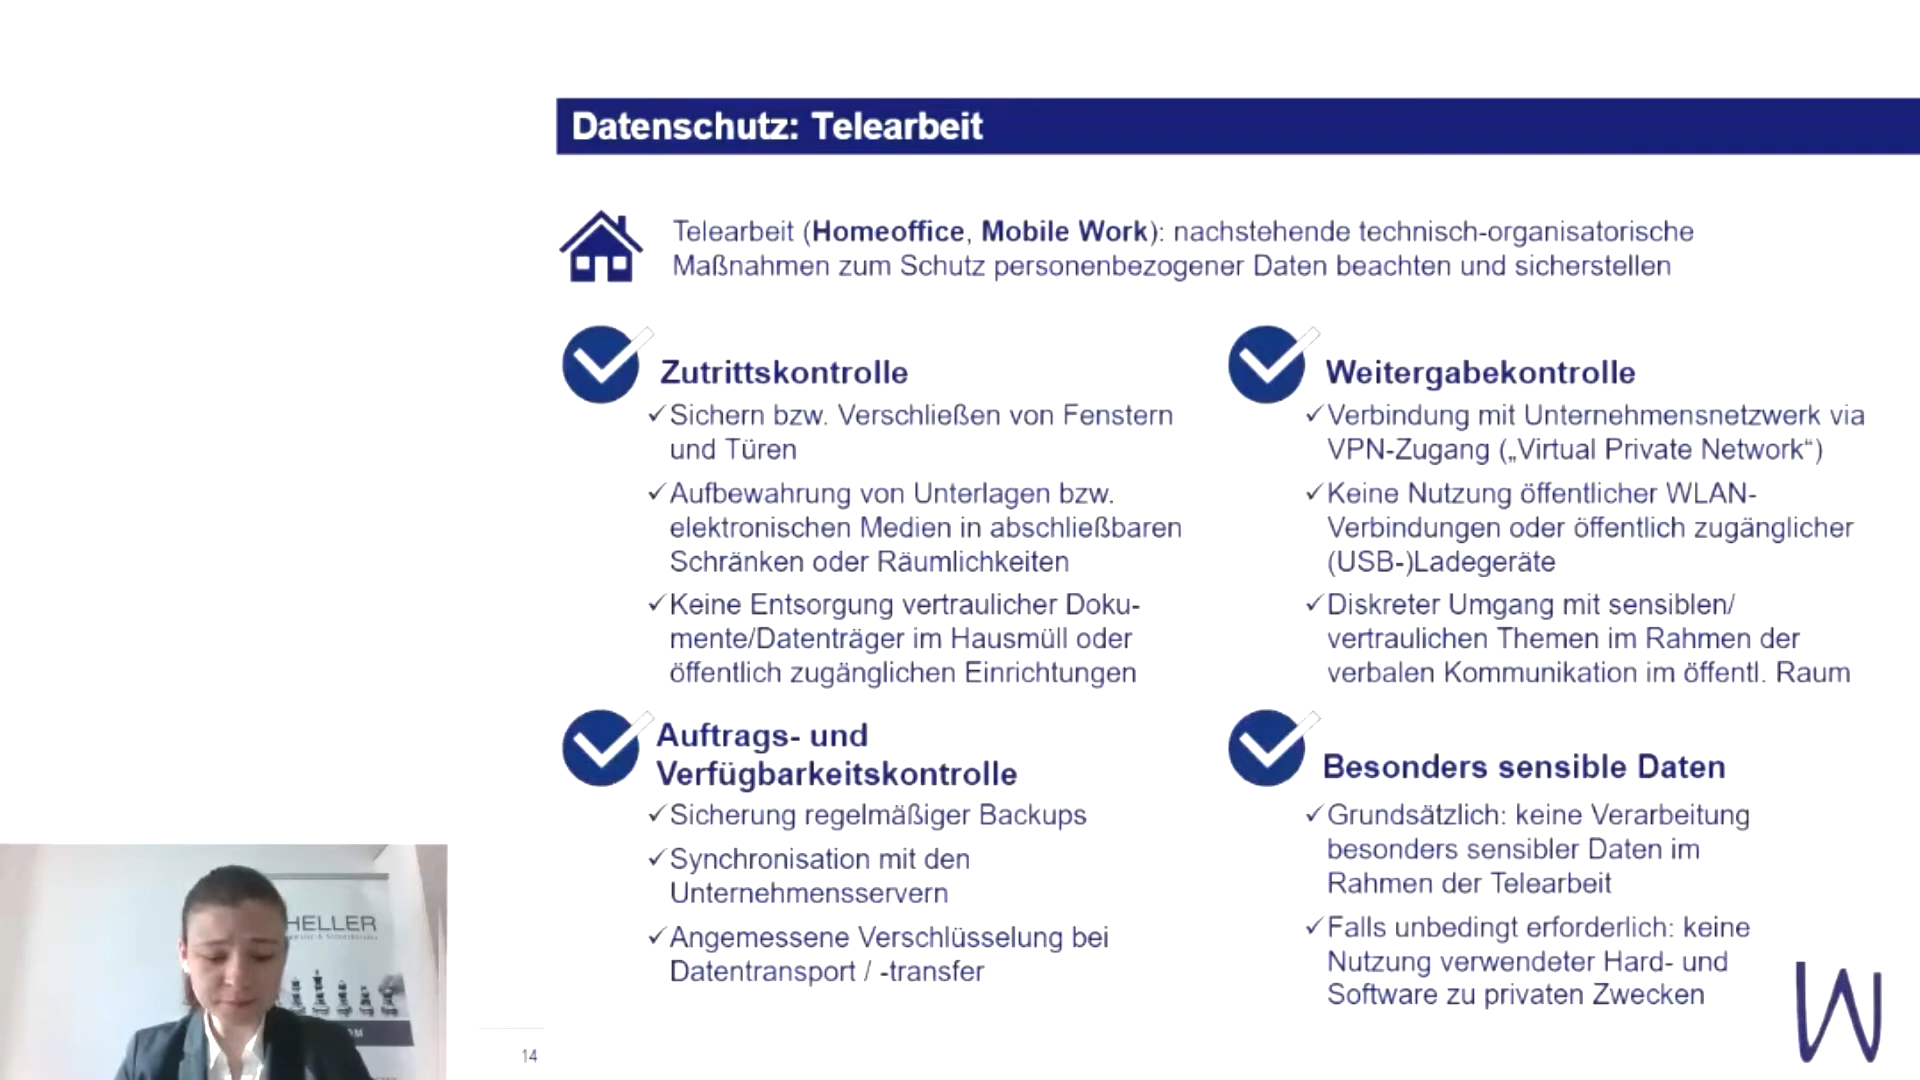 Datenschutz: Telearbeit
Telearbeit (Homeoffice, Mobile Work): nachstehende technisch-organisatorische
Maßnahmen zum Schutz personenbezogener Daten beachten und sicherstellen
Zutrittskontrolle
✓Sichern bzw. Verschließen von Fenstern
und Türen
✓Aufbewahrung von Unterlagen bzw.
elektronischen Medien in abschließbaren
Schränken oder Räumlichkeiten
✓Keine Entsorgung vertraulicher Doku-
mente/Datenträger im Hausmüll oder
öffentlich zugänglichen Einrichtungen
Weitergabekontrolle
✓Verbindung mit Unternehmensnetzwerk via
VPN-Zugang („Virtual Private Network“)
✓Keine Nutzung öffentlicher WLAN-
Verbindungen oder öffentlich zugänglicher
(USB-)Ladegeräte
✓Diskreter Umgang mit sensiblen/
vertraulichen Themen im Rahmen der
verbalen Kommunikation im öffentl. Raum
Auftrags- und
Verfügbarkeitskontrolle
✓Sicherung regelmäßiger Backups
✓Synchronisation mit den
Unternehmensservern
✓Angemessene Verschlüsselung bei
Datentransport / -transfer
Besonders sensible Daten
✓Grundsätzlich: keine Verarbeitung
besonders sensibler Daten im
Rahmen der Telearbeit
✓Falls unbedingt erforderlich: keine
Nutzung verwendeter Hard- und
Software zu privaten Zwecken
HELLER
14
W